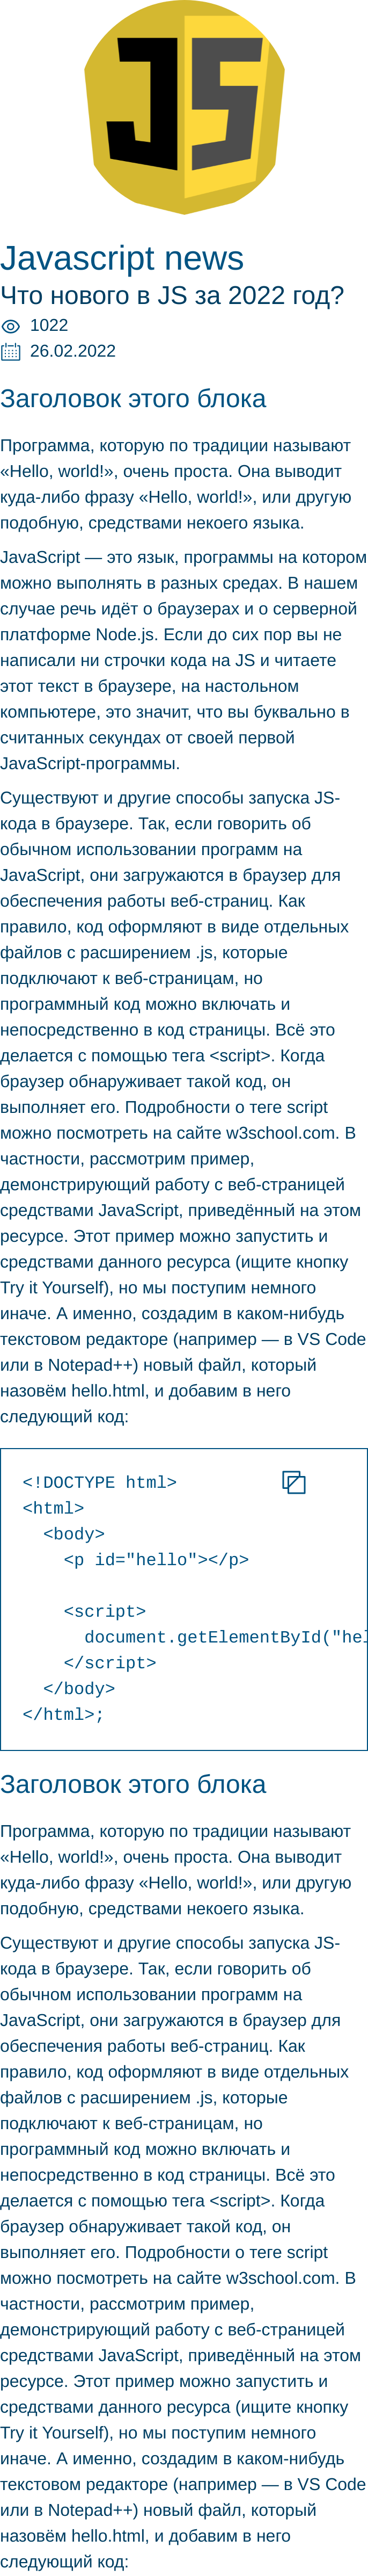 JS
Javascript news
Что нового в JS за 2022 год?
1022
26.02.2022
Заголовок этого блока
Программа, которую по традиции называют
«Hello, world!», очень проста. Она выводит
куда-либо фразу «Hello, world!», или другую
подобную, средствами некоего языка.
JavaScript — это язык, программы на котором
можно выполнять в разных средах. В нашем
случае речь идёт о браузерах и о серверной
платформе Node.js. Если до сих пор вы не
написали ни строчки кода на JS и читаете
этот текст в браузере, на настольном
компьютере, это значит, что вы буквально в
считанных секундах от своей первой
JavaScript-программы.
Существуют и другие способы запуска JS-
кода в браузере. Так, если говорить об
обычном использовании программ на
JavaScript, они загружаются в браузер для
обеспечения работы веб-страниц. Как
правило, код оформляют в виде отдельных
файлов с расширением .js, которые
подключают к веб-страницам, но
программный код можно включать и
непосредственно в код страницы. Всё это
делается с помощью тега <script>. Когда
браузер обнаруживает такой код, он
выполняет его. Подробности о теге script
можно посмотреть на сайте w3school.com. В
частности, рассмотрим пример,
демонстрирующий работу с веб-страницей
средствами JavaScript, приведённый на этом
ресурсе. Этот пример можно запустить и
средствами данного ресурса (ищите кнопку
Try it Yourself), но мы поступим немного
иначе. А именно, создадим в каком-нибудь
текстовом редакторе (например — в VS Code
или в Notepad++) новый файл, который
назовём hello.html, и добавим в него
следующий код:
<!DOCTYPE html>
<html>
  <body>
    <p id="hello"></p>
    <script>
      document.getElementById("hel
    </script>
  </body>
</html>;
Заголовок этого блока
Программа, которую по традиции называют
«Hello, world!», очень проста. Она выводит
куда-либо фразу «Hello, world!», или другую
подобную, средствами некоего языка.
Существуют и другие способы запуска JS-
кода в браузере. Так, если говорить об
обычном использовании программ на
JavaScript, они загружаются в браузер для
обеспечения работы веб-страниц. Как
правило, код оформляют в виде отдельных
файлов с расширением .js, которые
подключают к веб-страницам, но
программный код можно включать и
непосредственно в код страницы. Всё это
делается с помощью тега <script>. Когда
браузер обнаруживает такой код, он
выполняет его. Подробности о теге script
можно посмотреть на сайте w3school.com. В
частности, рассмотрим пример,
демонстрирующий работу с веб-страницей
средствами JavaScript, приведённый на этом
ресурсе. Этот пример можно запустить и
средствами данного ресурса (ищите кнопку
Try it Yourself), но мы поступим немного
иначе. А именно, создадим в каком-нибудь
текстовом редакторе (например — в VS Code
или в Notepad++) новый файл, который
назовём hello.html, и добавим в него
следующий код: